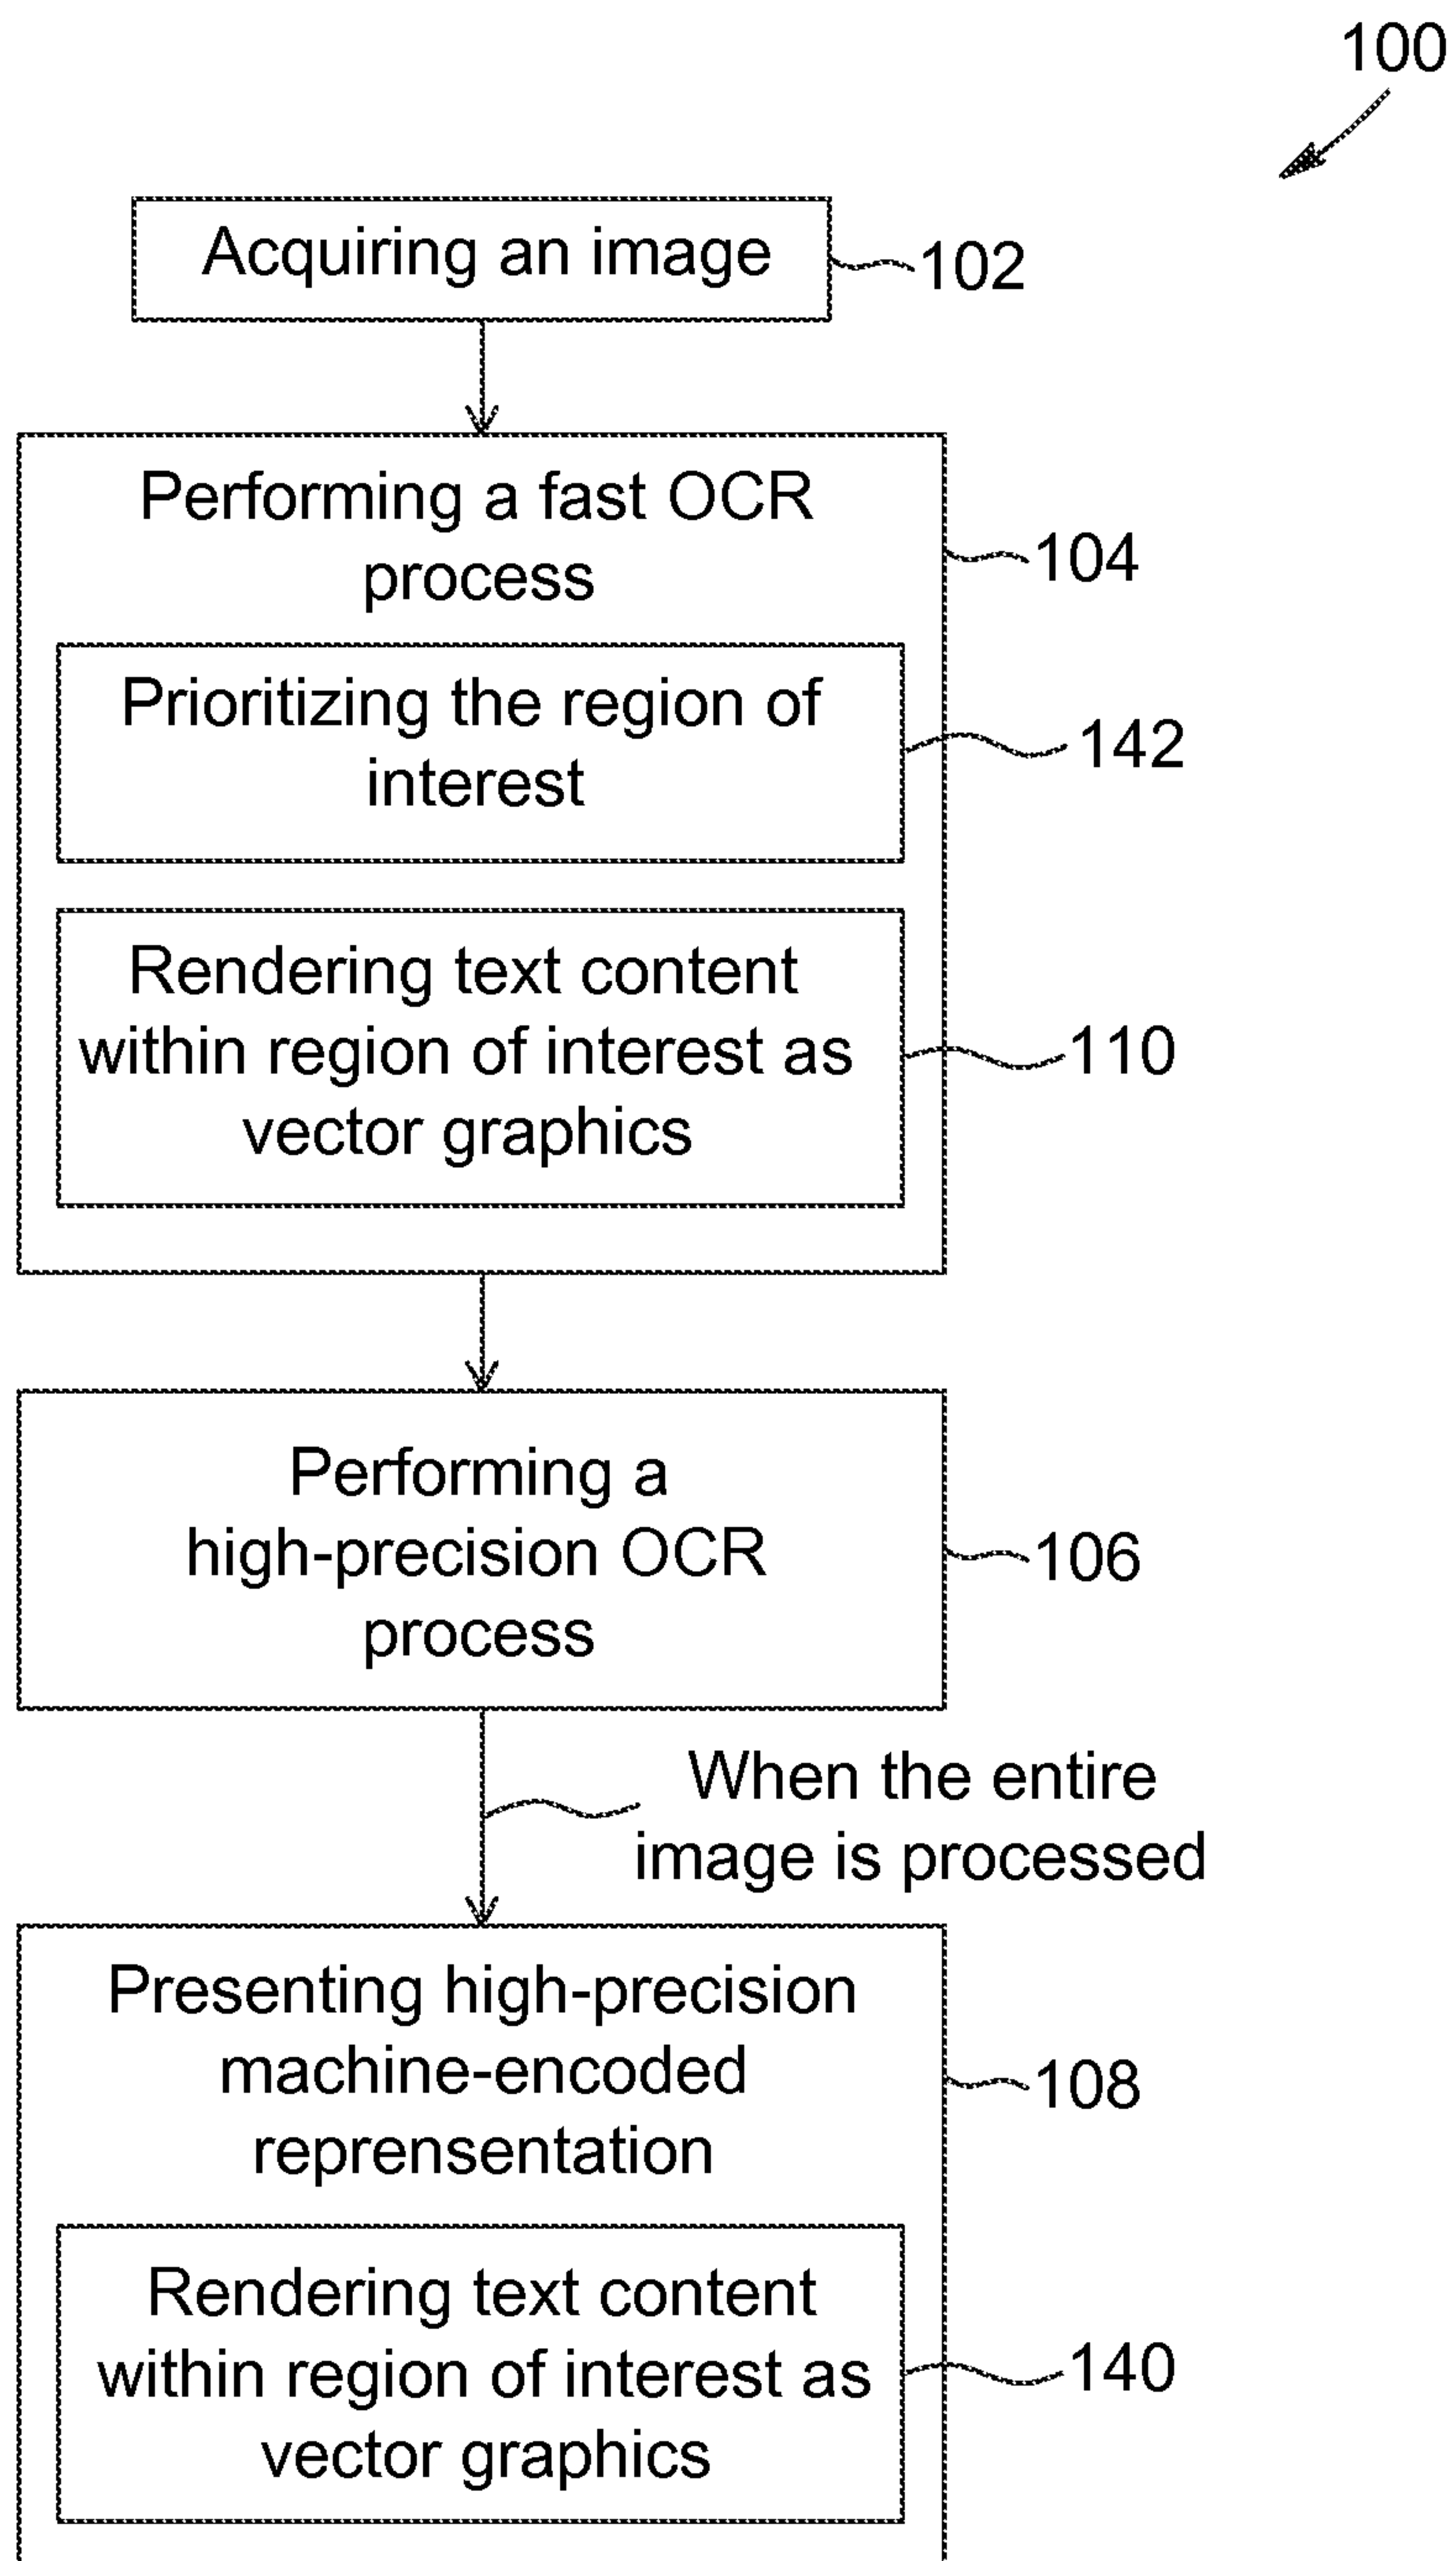 100
Acquiring an image
102
Performing a fast OCR
process
104
Prioritizing the region of
interest
142
Rendering text content
within region of interest as
vector graphics
110
Performing a
high-precision OCR
process
106
When the entire
image is processed
Presenting high-precision
machine-encoded
reprensentation
108
Rendering text content
within region of interest as
vector graphics
140